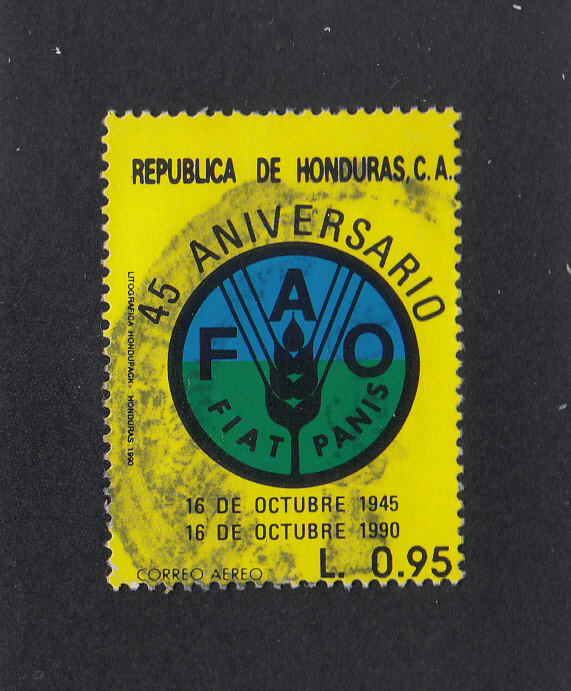 REPUBLICA DE HONDURAS, C.A.
45 ANIVERSARIO
FAO
FIAT PANIS
LITOGRAFICA HONDUPACK - HONDURAS 1990
16 DE OCTUBRE 1945
16 DE OCTUBRE 1990
L. 0.95
CORREO AEREO